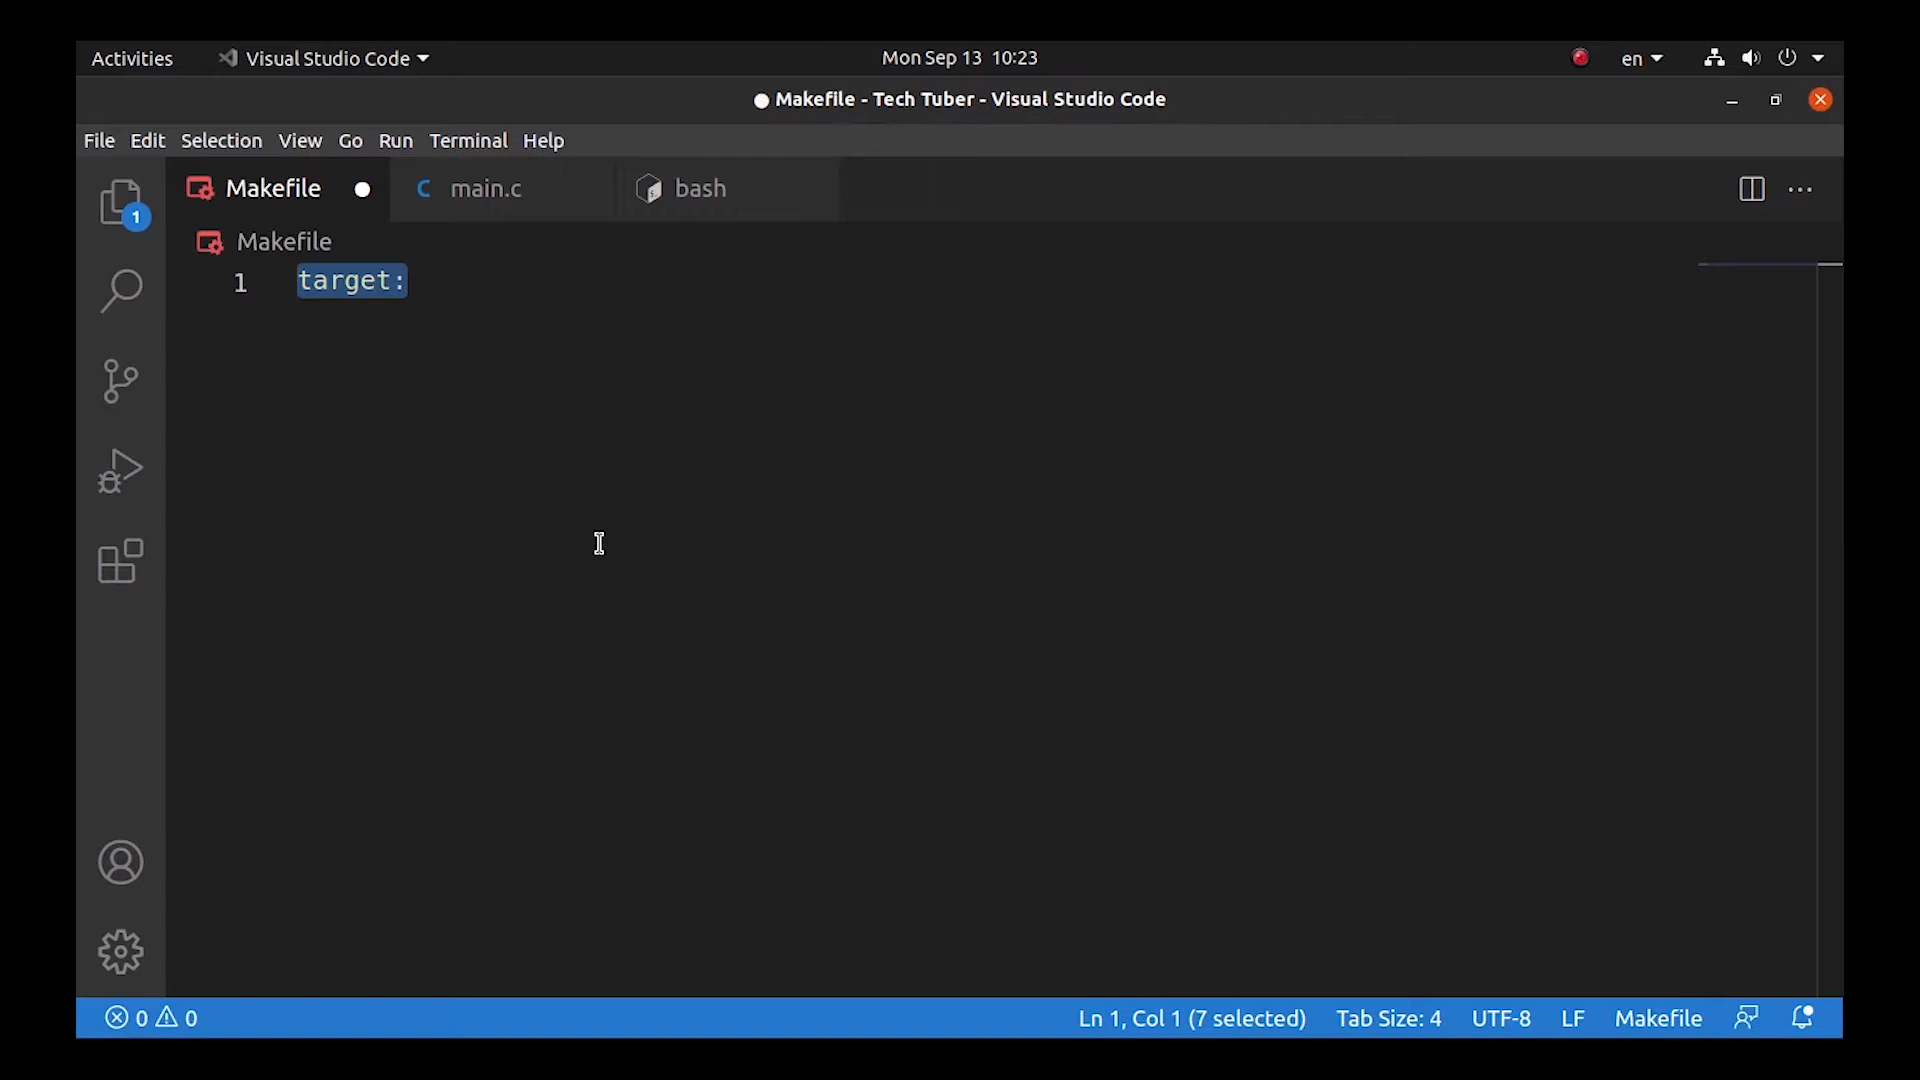 Activities Visual Studio Code Mon Sep 13 10:23 en
Makefile - Tech Tuber - Visual Studio Code
File Edit Selection View Go Run Terminal Help
Makefile main.c bash
C
1
Makefile
1 target:
0 0 Ln 1, Col 1 (7 selected) Tab Size: 4 UTF-8 LF Makefile